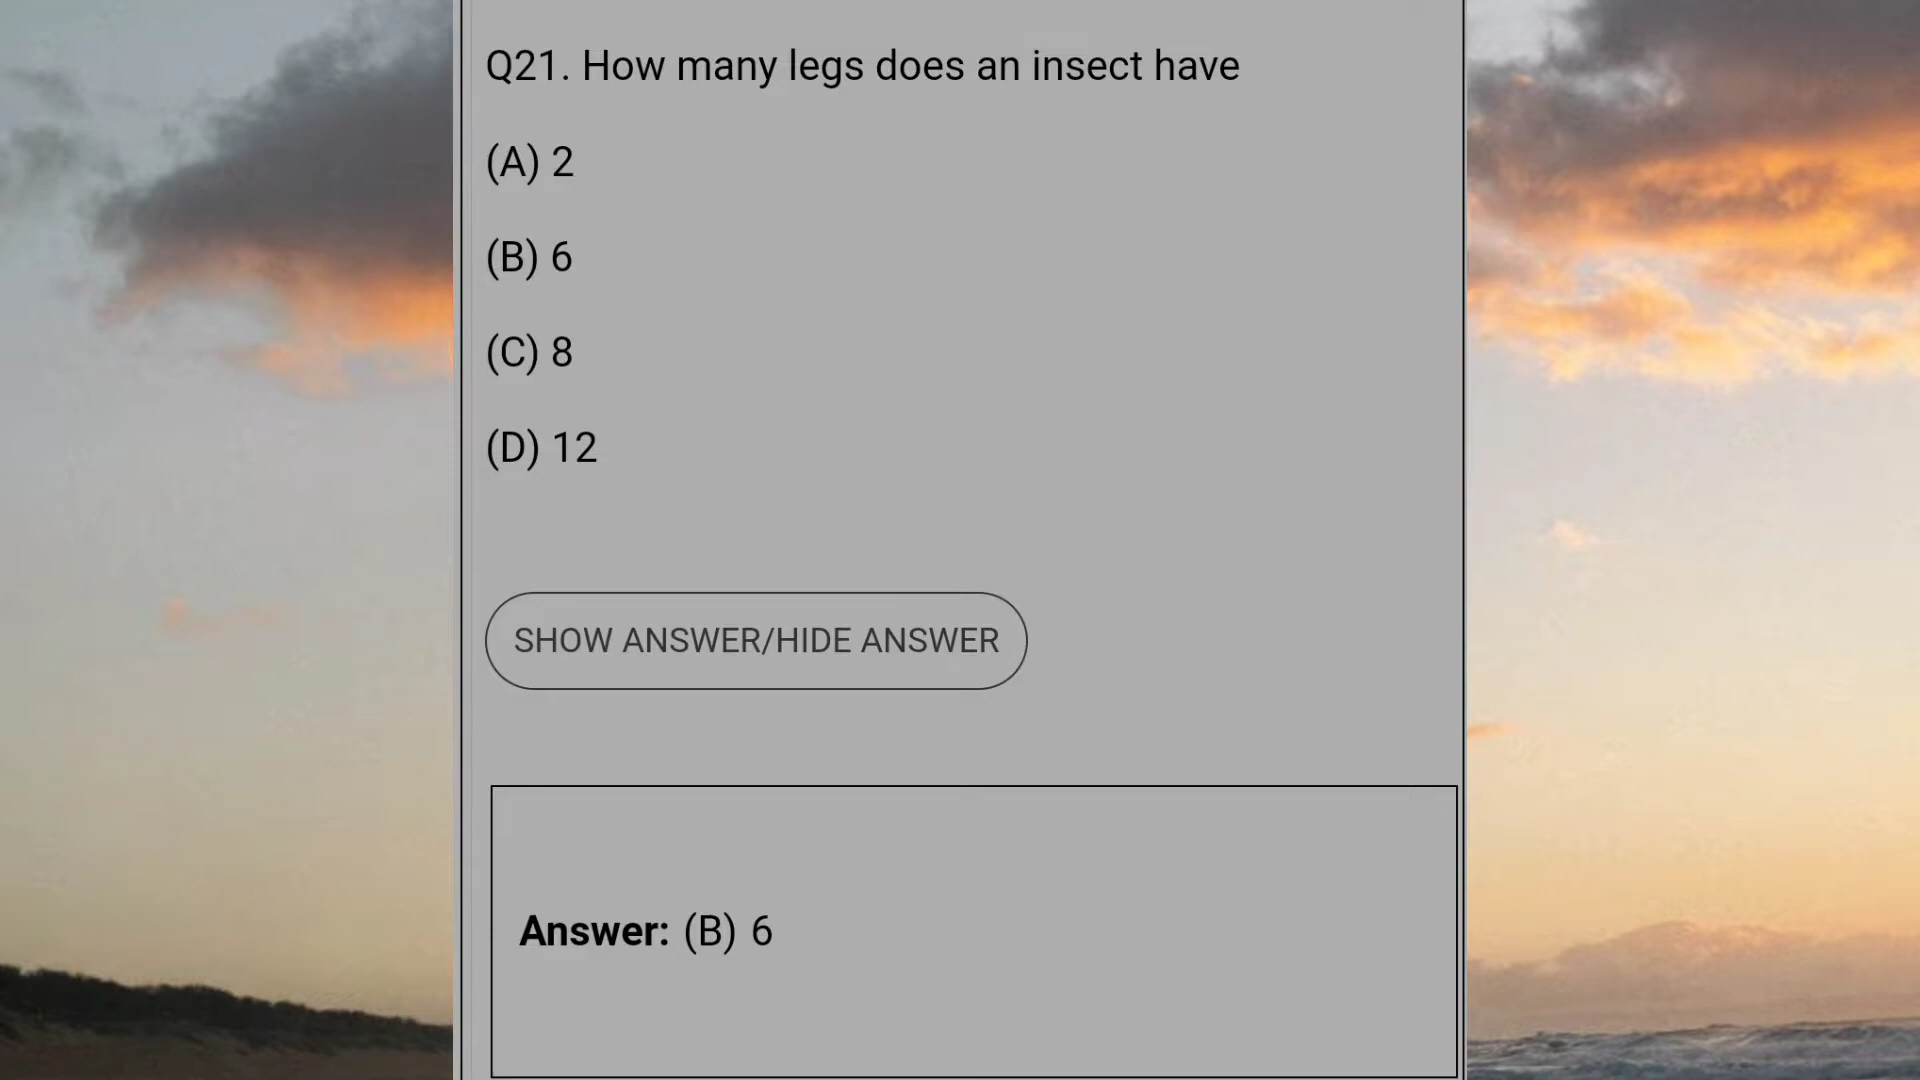 Q21. How many legs does an insect have
(A) 2
(B) 6
(C) 8
(D) 12
SHOW ANSWER/HIDE ANSWER
Answer: (B) 6